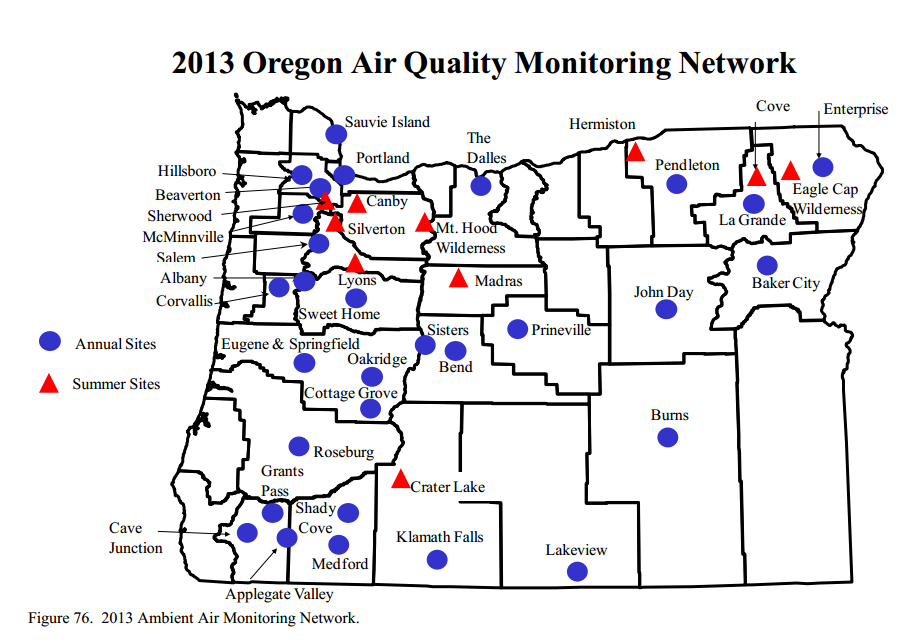 2013 Oregon Air Quality Monitoring Network
Cove
Enterprise
Sauvie Island
Hermiston
The
Dalles
Portland
Pendleton
Hillsboro
Beaverton
Eagle Cap
Wilderness
Canby
Sherwood
La Grande
Silverton
Mt. Hood
Wilderness
McMinnville
Salem
Albany
Lyons
Madras
Baker City
John Day
Corvallis
Sweet Home
Sisters
Prineville
Annual Sites
Eugene & Springfield
Oakridge
Bend
Summer Sites
Cottage Grove
Burns
Roseburg
Grants
Pass
Crater Lake
Shady
Cove
Cave
Junction
Klamath Falls
Lakeview
Medford
Applegate Valley
Figure 76. 2013 Ambient Air Monitoring Network.